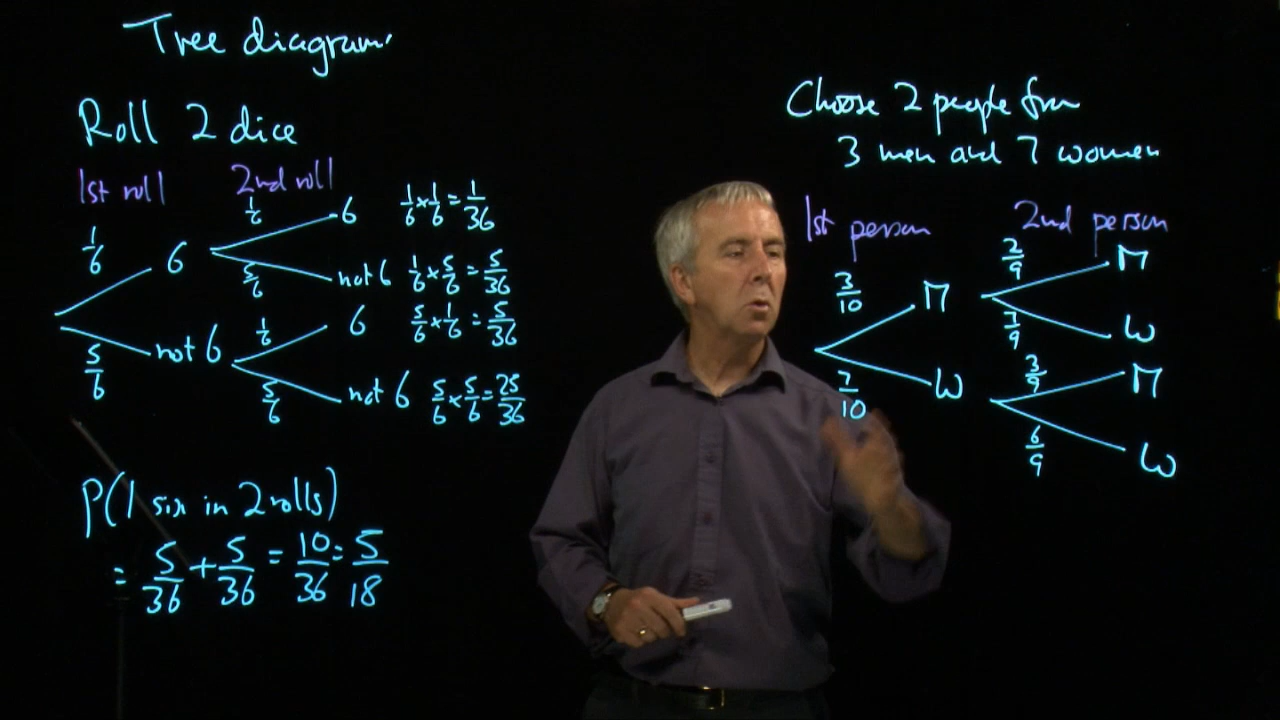 Tree diagrams
Roll 2 dice
1st roll 2nd roll
1/6 6 1/6 6 1/6 × 1/6 = 1/36
5/6 not 6 1/6 × 5/6 = 5/36
5/6 not 6 1/6 6 5/6 × 1/6 = 5/36
5/6 not 6 5/6 × 5/6 = 25/36
P(1 six in 2 rolls)
= 5/36 + 5/36 = 10/36 = 5/18
Choose 2 people from
3 men and 7 women
1st person 2nd person
3/10 M 2/9 M
7/9 W
7/10 W 3/9 M
6/9 W